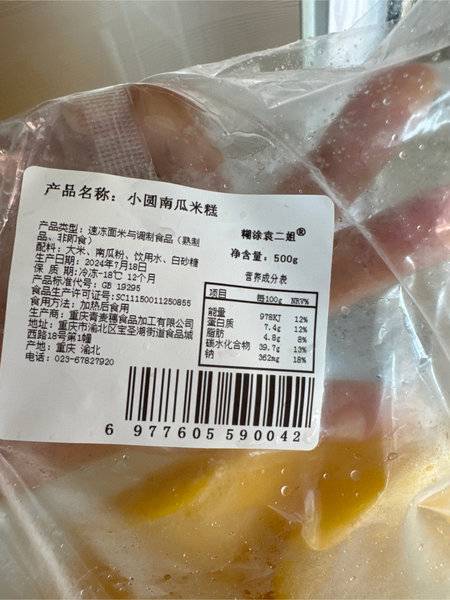 产品名称：小圆南瓜米糕
产品类型：速冻面米与调制食品（熟制
品、非即食）
配料：大米、南瓜粉、饮用水、白砂糖
生产日期：2024年7月18日
保 质 期：冷冻-18℃ 12个月
产品标准代号：GB 19295
食品生产许可证号：SC11150011250855
食用方法：加热后食用
生产商：重庆青麦穗食品加工有限公司
地址：重庆市渝北区宝圣湖街道食品城
西路18号第1幢
产地：重庆 渝北
电话：023-67827920
糊涂袁二姐®
净含量：500g
营养成分表
项目 每100g NRV%
能量 978KJ 12%
蛋白质 7.4g 12%
脂肪 4.8g 8%
碳水化合物 39.7g 13%
钠 362mg 18%
6 977605 590042